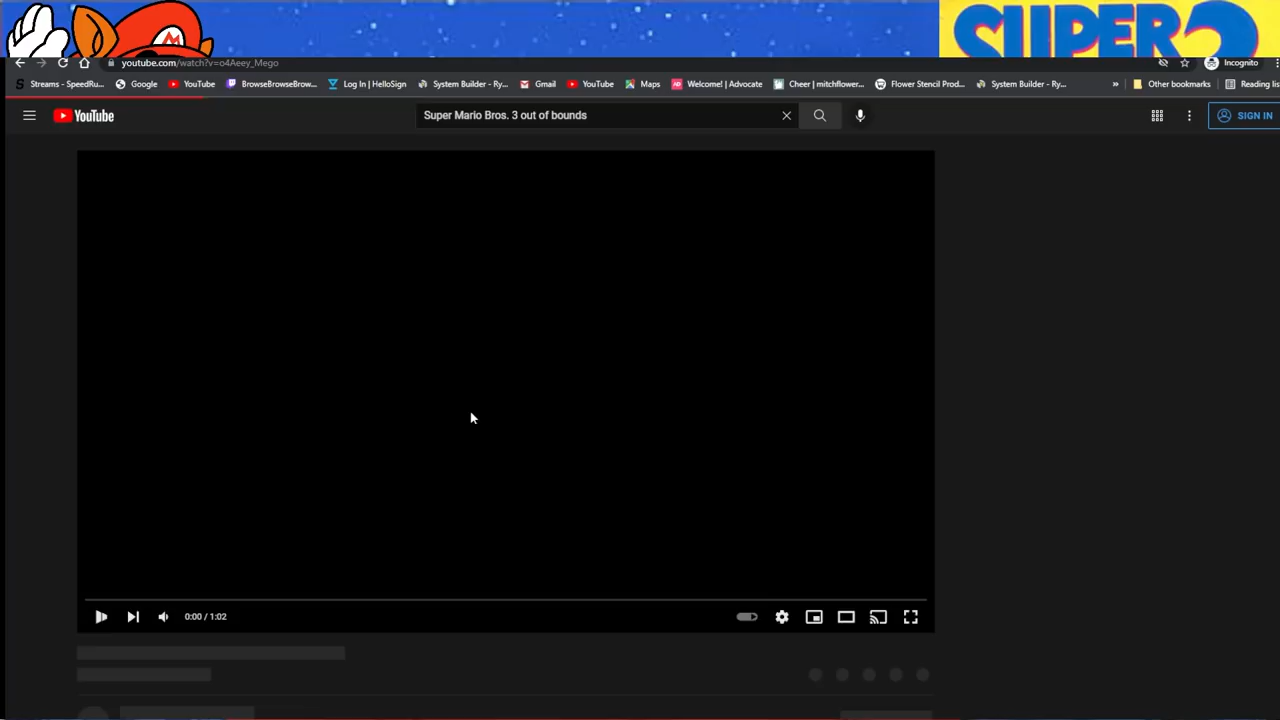 SUPER
M
youtube.com/watch?v=o4Aeey_Mego
Incognito
Streams - SpeedRu... Google YouTube BrowseBrowseBrow... Log In | HelloSign System Builder - Ry... Gmail YouTube Maps Welcome! | Advocate Cheer | mitchflower... Flower Stencil Prod... System Builder - Ry... » Other bookmarks Reading lis
YouTube Super Mario Bros. 3 out of bounds SIGN IN
0:00 / 1:02